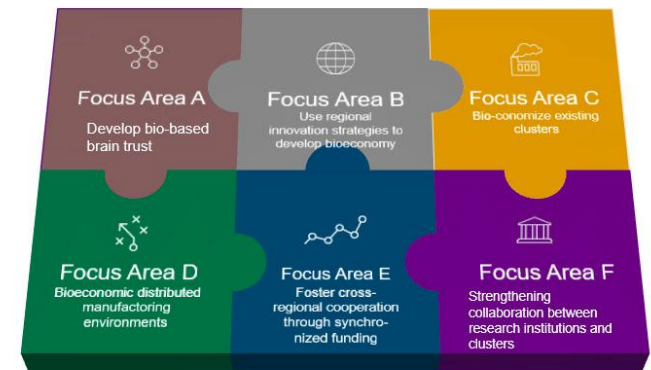 Focus Area A
Develop bio-based
brain trust
Focus Area B
Use regional
innovation strategies to
develop bioeconomy
Focus Area C
Bio-conomize existing
clusters
Focus Area D
Bioeconomic distributed
manufactoring
environments
Focus Area E
Foster cross-
regional cooperation
through synchro-
nized funding
Focus Area F
Strengthening
collaboration between
research institutions and
clusters